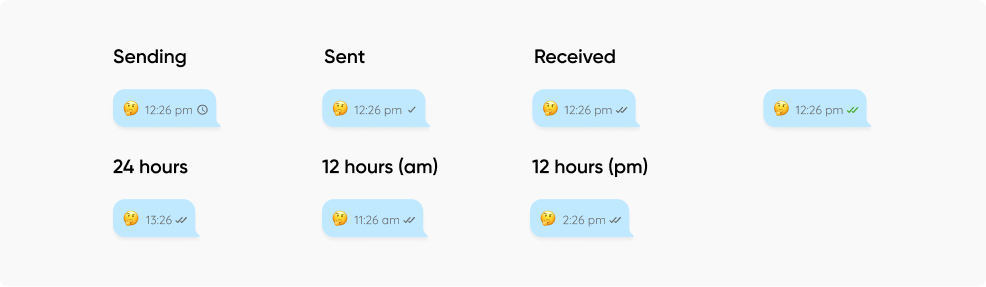 Sending Sent Received
12:26 pm 12:26 pm 12:26 pm 12:26 pm
24 hours 12 hours (am) 12 hours (pm)
13:26 11:26 am 2:26 pm